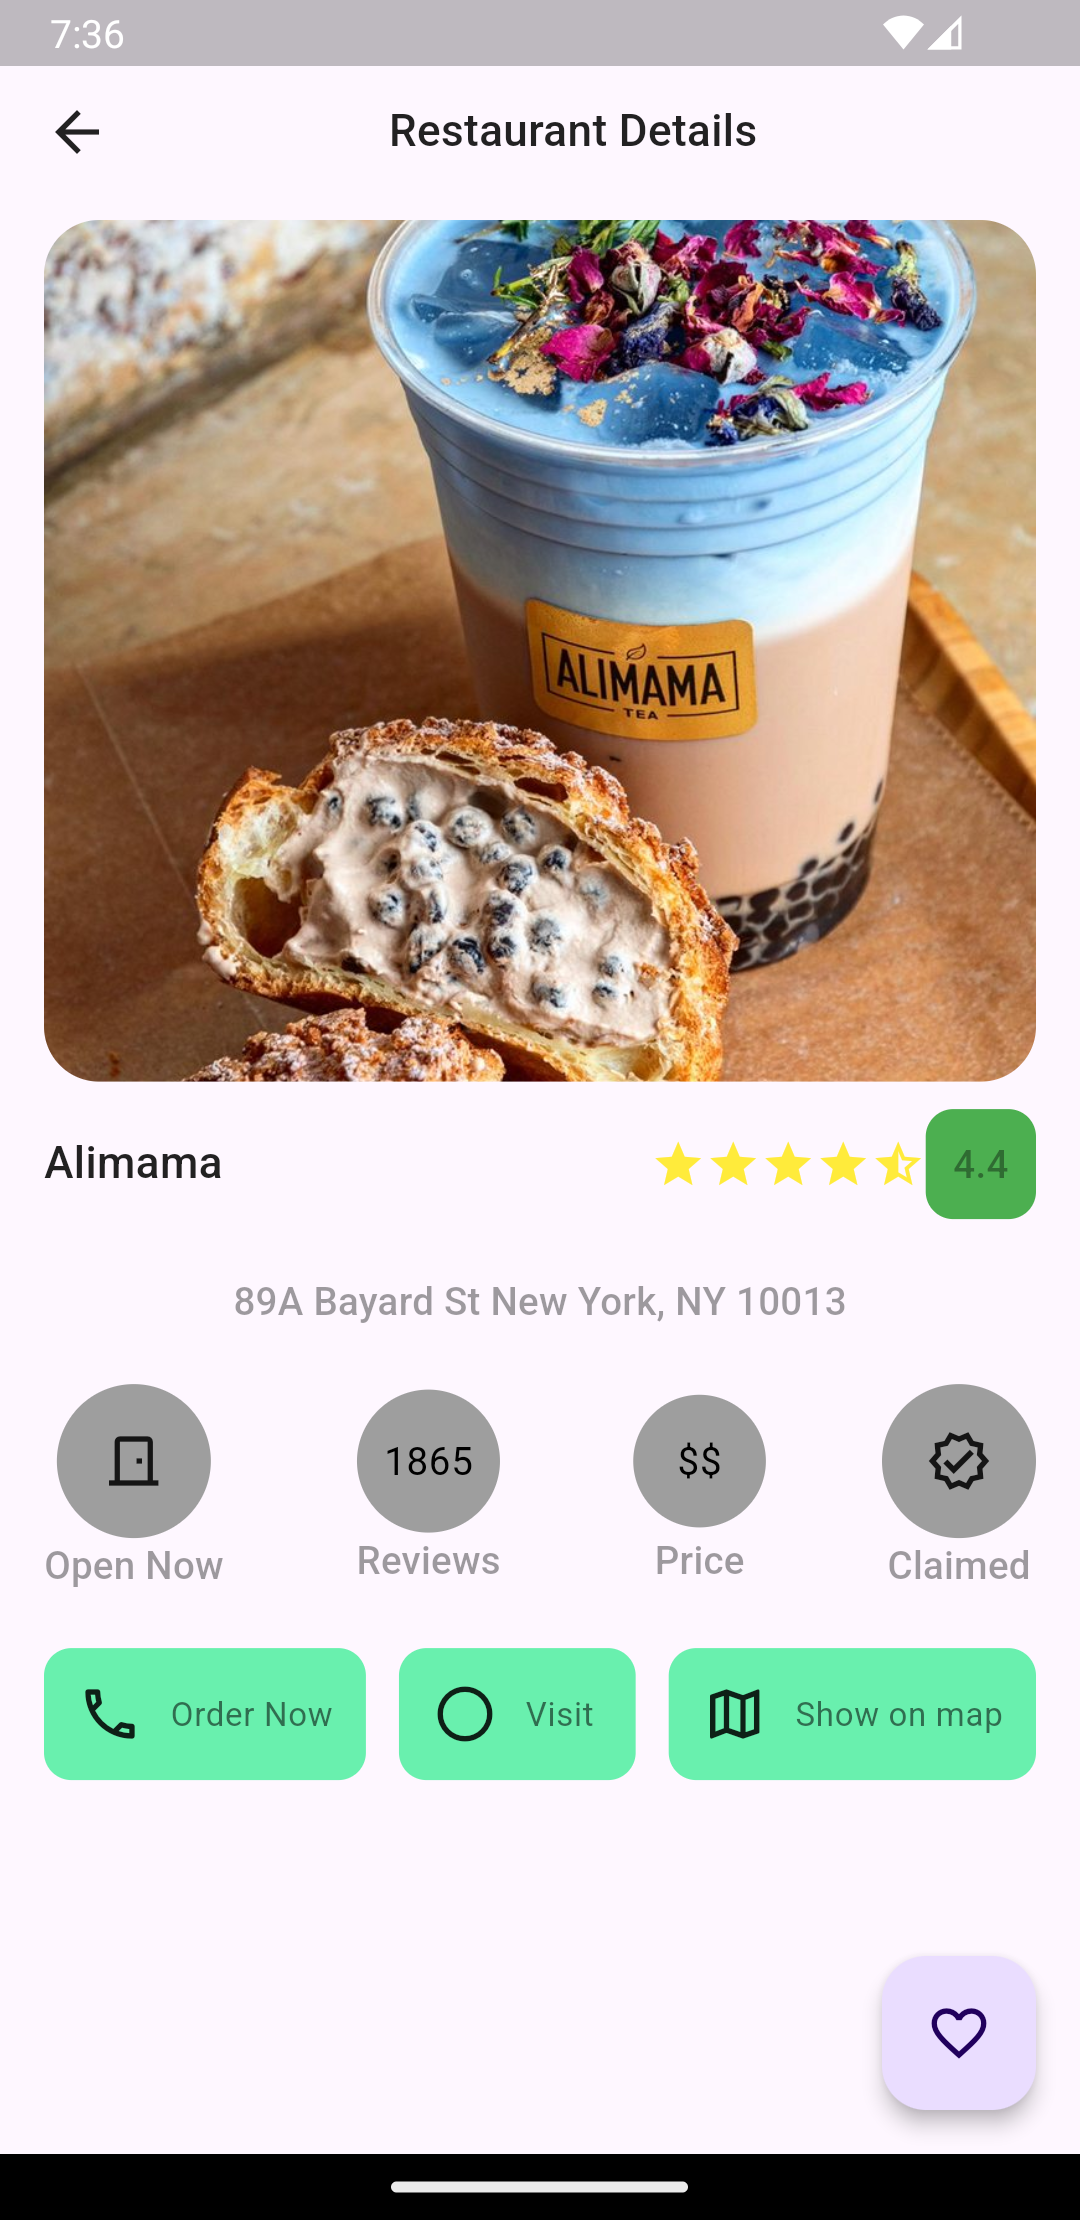 7:36
Restaurant Details
ALIMAMA
TEA
Alimama
4.4
89A Bayard St New York, NY 10013
1865
$$
Open Now
Reviews
Price
Claimed
Order Now
Visit
Show on map